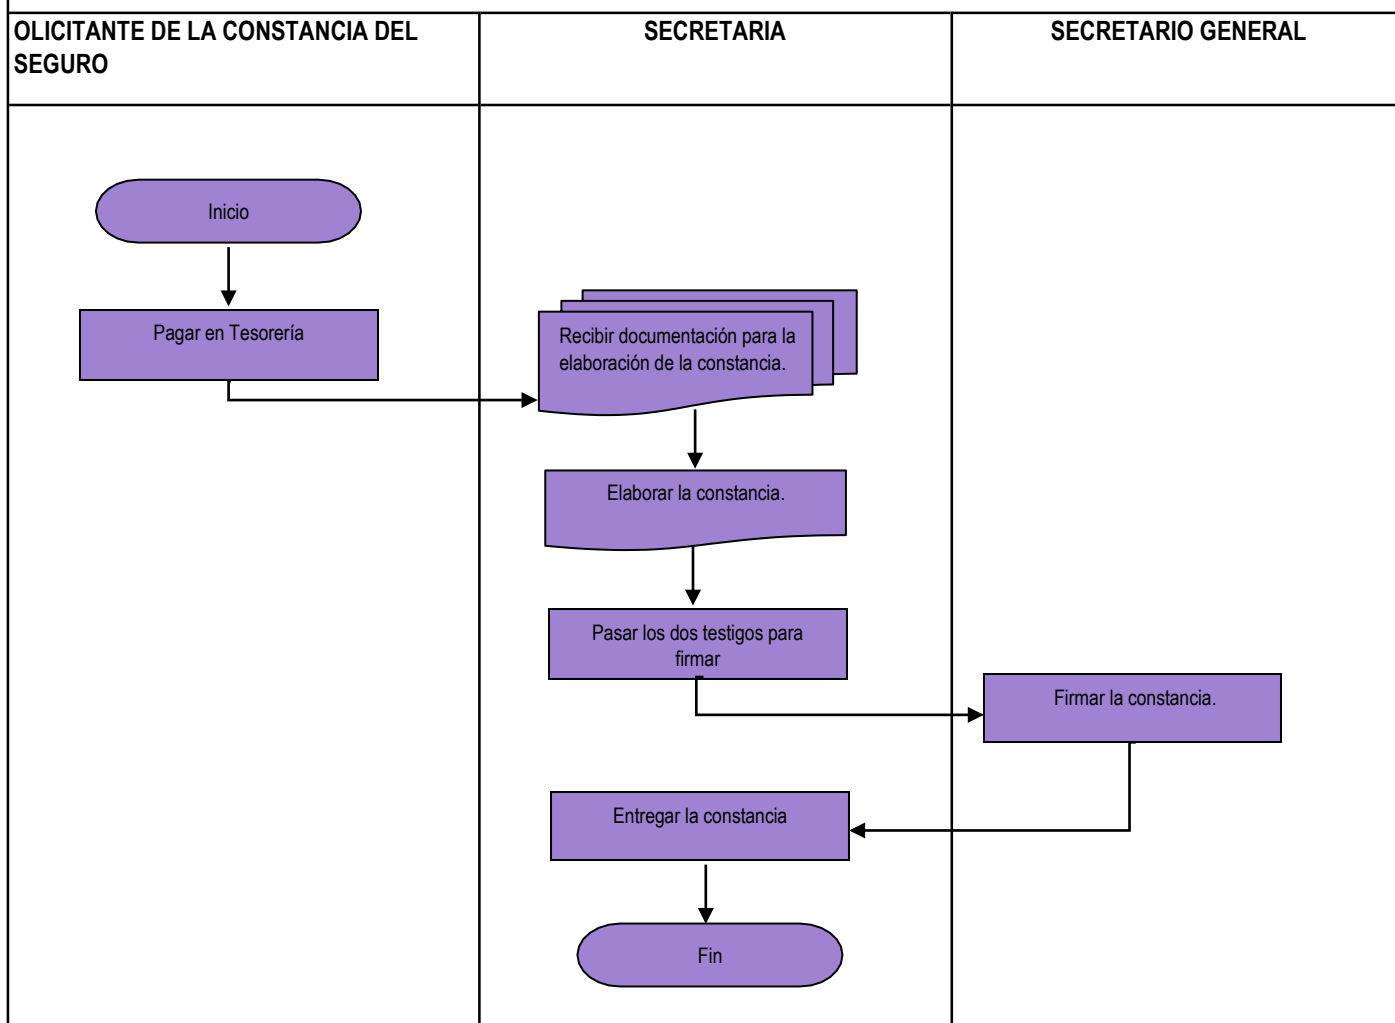 OLICITANTE DE LA CONSTANCIA DEL
SEGURO
SECRETARIA
SECRETARIO GENERAL
Inicio
Pagar en Tesorería
Recibir documentación para la
elaboración de la constancia.
Elaborar la constancia.
Pasar los dos testigos para
firmar
Firmar la constancia.
Entregar la constancia
Fin